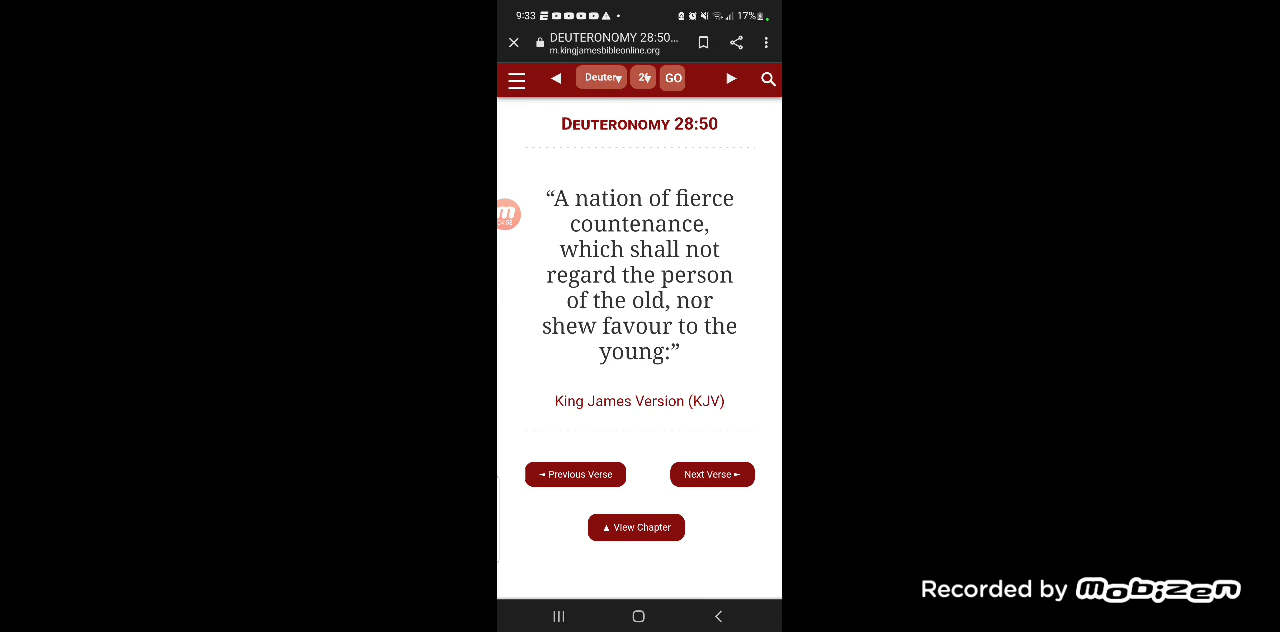 9:33 17%
DEUTERONOMY 28:50...
m.kingjamesbibleonline.org
Deuter GO
DEUTERONOMY 28:50
“A nation of fierce
countenance,
which shall not
regard the person
of the old, nor
shew favour to the
young:”
King James Version (KJV)
Previous Verse Next Verse
View Chapter
Recorded by mobizen